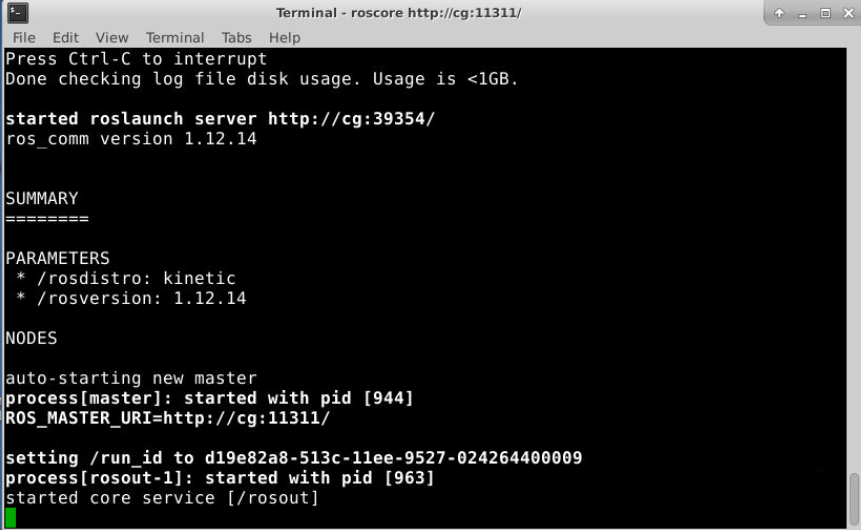 Terminal - roscore http://cg:11311/
File Edit View Terminal Tabs Help
Press Ctrl-C to interrupt
Done checking log file disk usage. Usage is <1GB.
started roslaunch server http://cg:39354/
ros_comm version 1.12.14
SUMMARY
========
PARAMETERS
* /rosdistro: kinetic
* /rosversion: 1.12.14
NODES
auto-starting new master
process[master]: started with pid [944]
ROS_MASTER_URI=http://cg:11311/
setting /run_id to d19e82a8-513c-11ee-9527-024264400009
process[rosout-1]: started with pid [963]
started core service [/rosout]